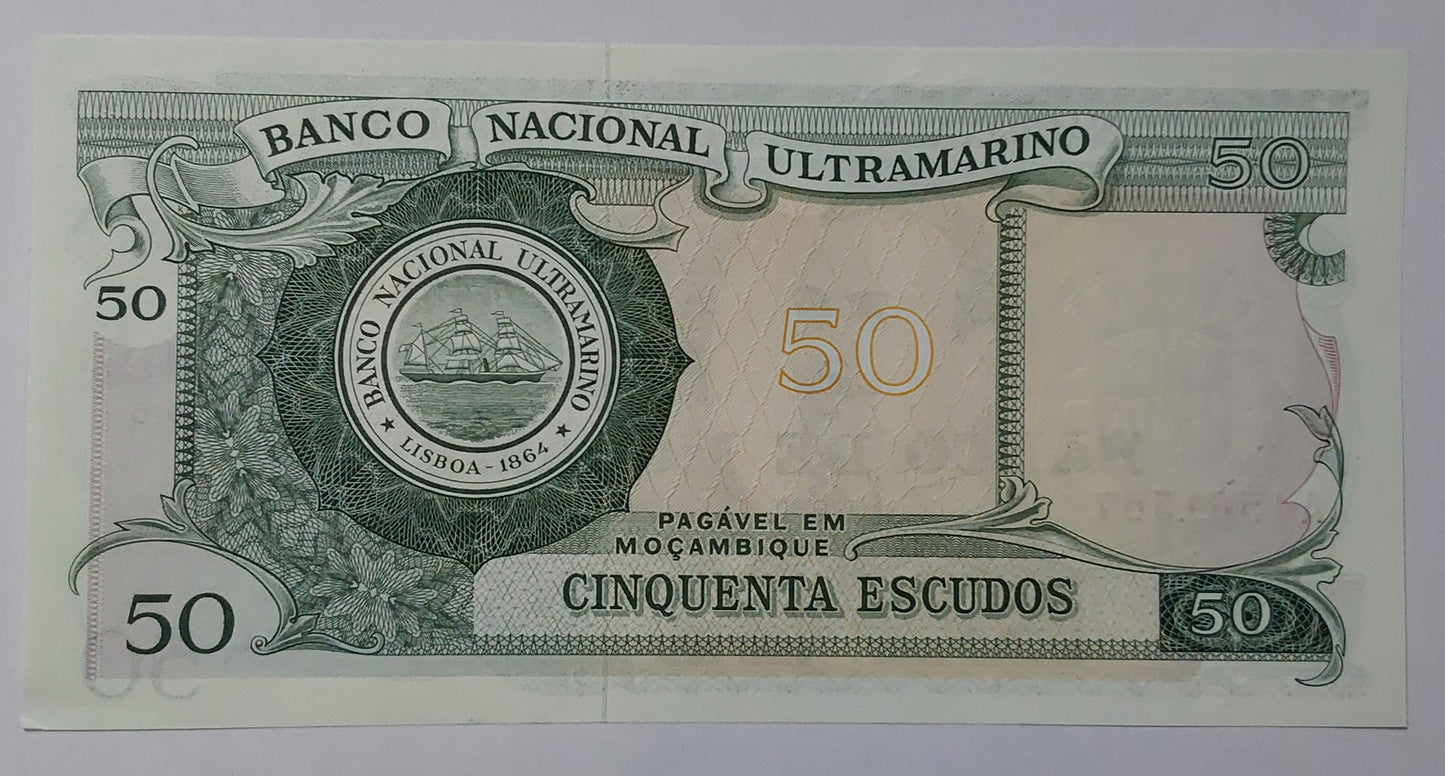 BANCO NACIONAL ULTRAMARINO
50
50
BANCO NACIONAL ULTRAMARINO
LISBOA - 1864
50
PAGÁVEL EM
MOÇAMBIQUE
CINQUENTA ESCUDOS
50
50